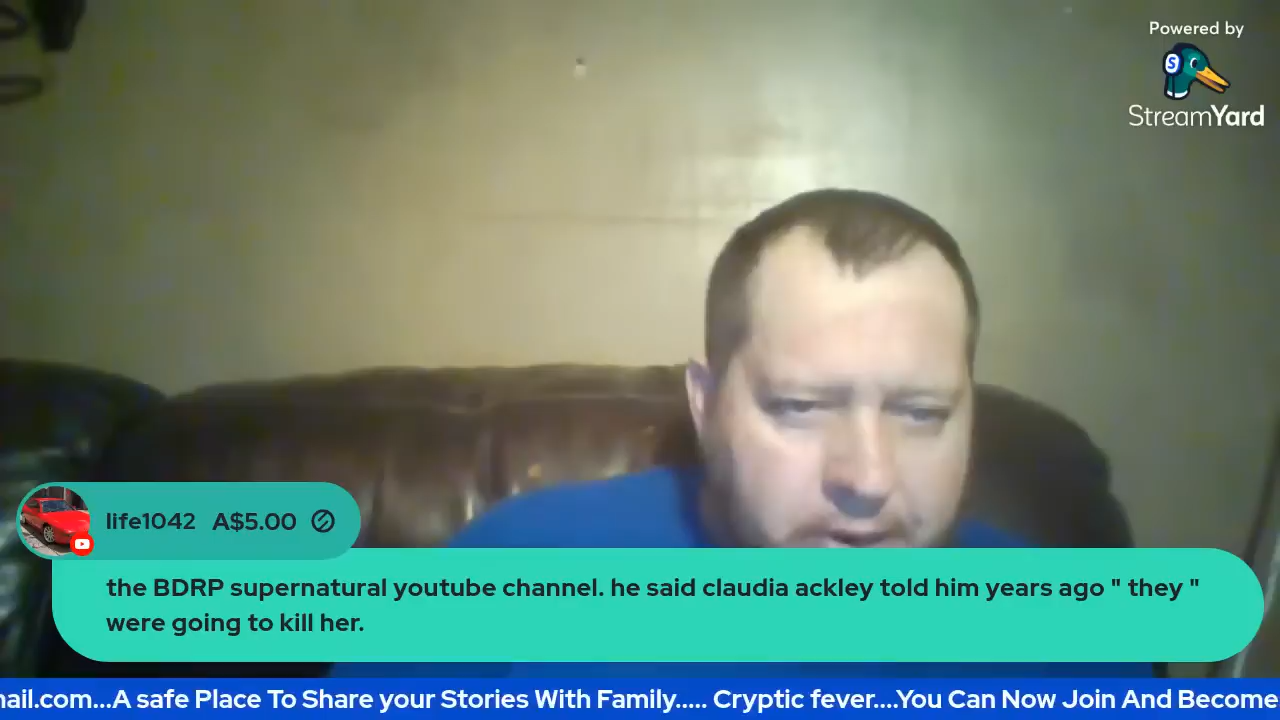 Powered by
StreamYard
life1042 A$5.00
the BDRP supernatural youtube channel. he said claudia ackley told him years ago " they "
were going to kill her.
nail.com...A safe Place To Share your Stories With Family..... Cryptic fever....You Can Now Join And Become